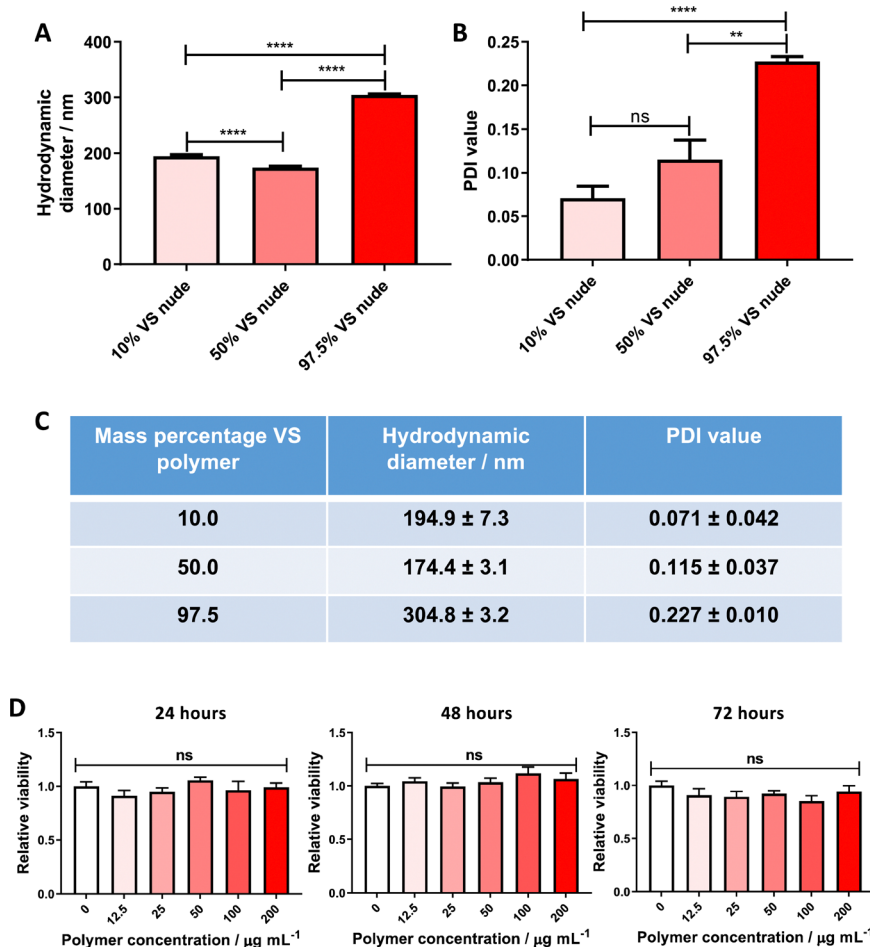 A
Hydrodynamic
diameter / nm
400
300
200
100
0
****
****
****
10% VS nude
50% VS nude
97.5% VS nude
B
PDI value
0.25
0.20
0.15
0.10
0.05
0.00
****
**
ns
10% VS nude
50% VS nude
97.5% VS nude
C
Mass percentage VS
polymer
Hydrodynamic
diameter / nm
PDI value
10.0
194.9 ± 7.3
0.071 ± 0.042
50.0
174.4 ± 3.1
0.115 ± 0.037
97.5
304.8 ± 3.2
0.227 ± 0.010
D
24 hours
Relative viability
1.5
1.0
0.5
0.0
ns
0
12.5
25
50
100
200
Polymer concentration / μg mL⁻¹
48 hours
Relative viability
1.5
1.0
0.5
0.0
ns
0
12.5
25
50
100
200
Polymer concentration / μg mL⁻¹
72 hours
Relative viability
1.5
1.0
0.5
0.0
ns
0
12.5
25
50
100
200
Polymer concentration / μg mL⁻¹